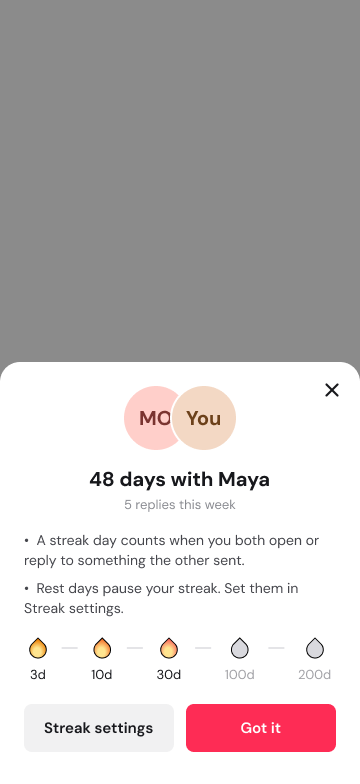 MO You
48 days with Maya
5 replies this week
• A streak day counts when you both open or
reply to something the other sent.
• Rest days pause your streak. Set them in
Streak settings.
3d 10d 30d 100d 200d
Streak settings Got it